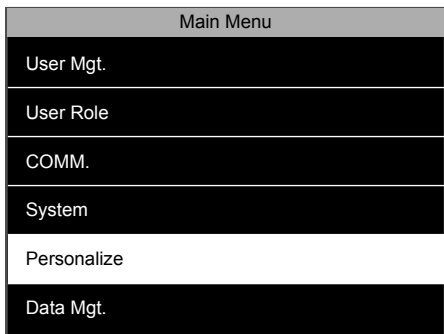 Main Menu
User Mgt.
User Role
COMM.
System
Personalize
Data Mgt.